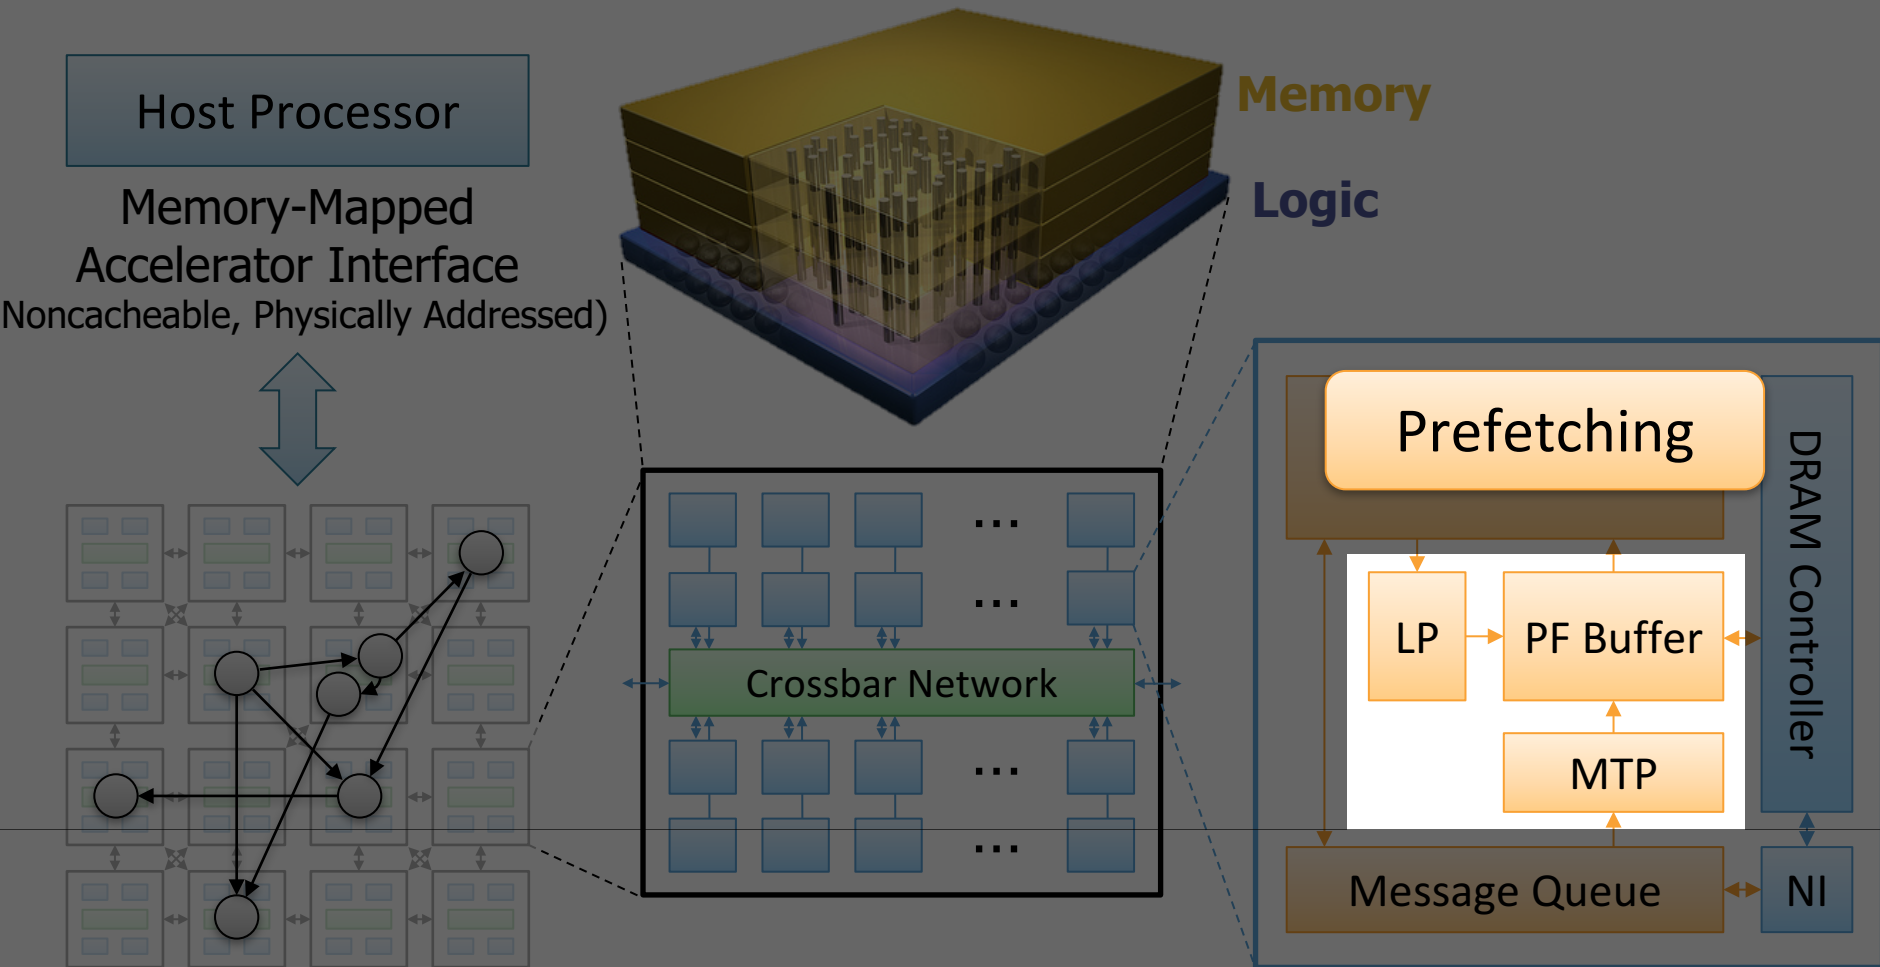 Host Processor
Memory-Mapped
Accelerator Interface
Noncacheable, Physically Addressed)
Memory
Logic
...
...
Crossbar Network
...
...
Prefetching
DRAM Controller
LP
PF Buffer
MTP
Message Queue
NI